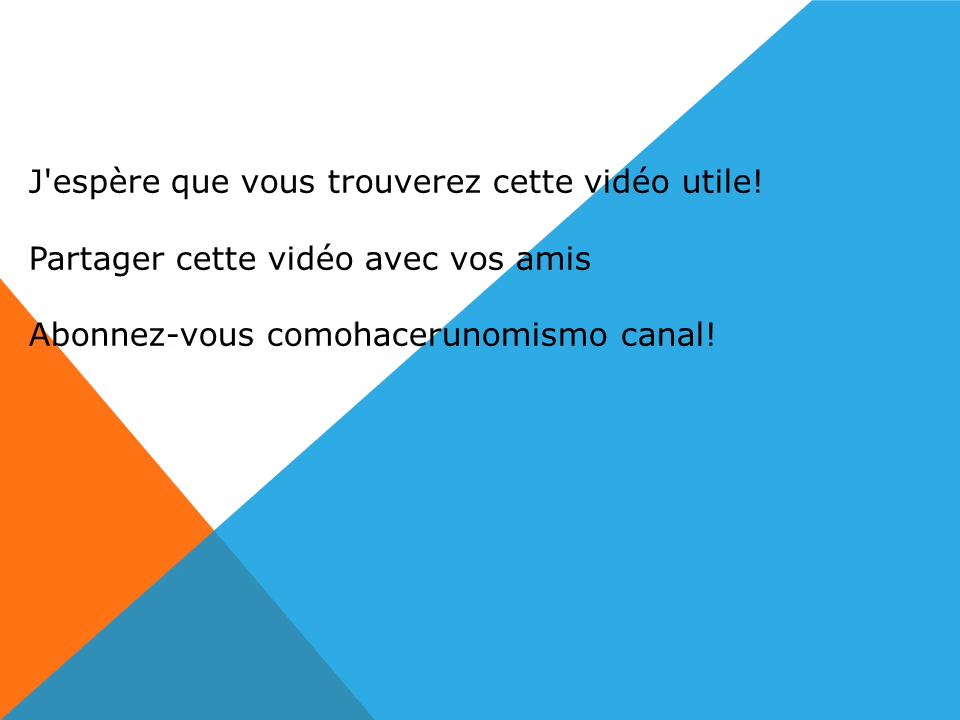 J'espère que vous trouverez cette vidéo utile!
Partager cette vidéo avec vos amis
Abonnez-vous comohacerunomismo canal!